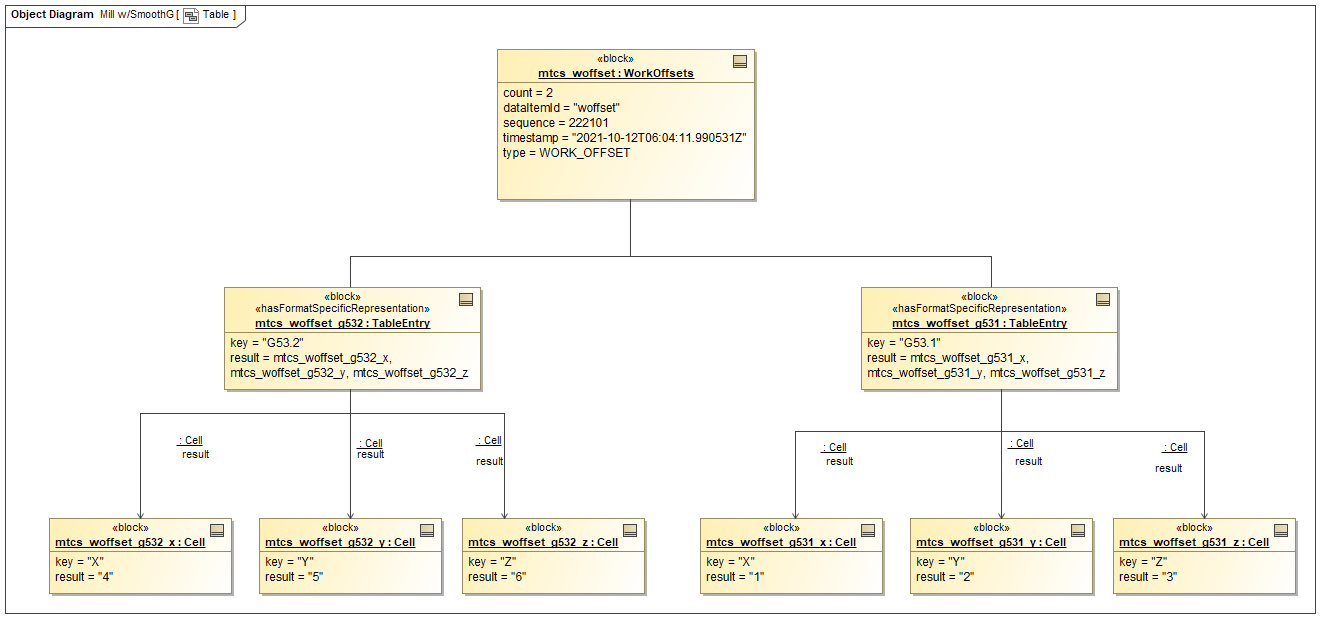 Object Diagram Mill w/SmoothG [ Table ]
«block»
mtcs_woffset : WorkOffsets
count = 2
dataItemId = "woffset"
sequence = 222101
timestamp = "2021-10-12T06:04:11.990531Z"
type = WORK_OFFSET
«block»
«hasFormatSpecificRepresentation»
mtcs_woffset_g532 : TableEntry
key = "G53.2"
result = mtcs_woffset_g532_x,
mtcs_woffset_g532_y, mtcs_woffset_g532_z
«block»
«hasFormatSpecificRepresentation»
mtcs_woffset_g531 : TableEntry
key = "G53.1"
result = mtcs_woffset_g531_x,
mtcs_woffset_g531_y, mtcs_woffset_g531_z
: Cell
result
: Cell
result
: Cell
result
: Cell
result
: Cell
result
: Cell
result
«block»
mtcs_woffset_g532_x : Cell
key = "X"
result = "4"
«block»
mtcs_woffset_g532_y : Cell
key = "Y"
result = "5"
«block»
mtcs_woffset_g532_z : Cell
key = "Z"
result = "6"
«block»
mtcs_woffset_g531_x : Cell
key = "X"
result = "1"
«block»
mtcs_woffset_g531_y : Cell
key = "Y"
result = "2"
«block»
mtcs_woffset_g531_z : Cell
key = "Z"
result = "3"